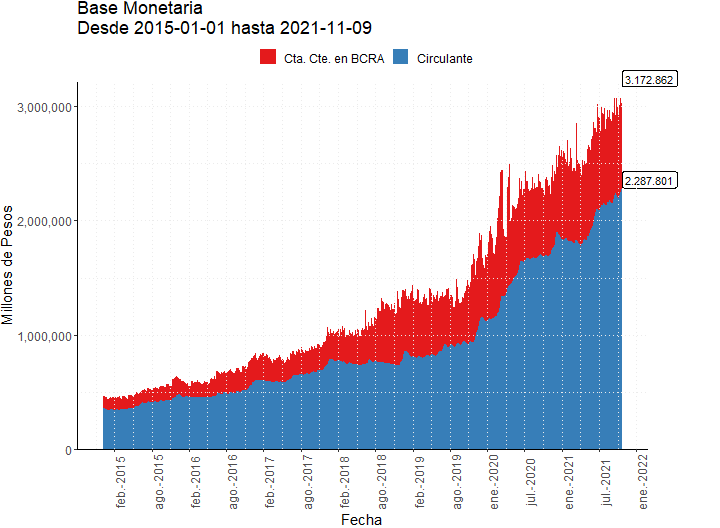 Base Monetaria
Desde 2015-01-01 hasta 2021-11-09
Cta. Cte. en BCRA
Circulante
3.172.862
3,000,000
2.287.801
2,000,000
1,000,000
0
Millones de Pesos
feb.-2015
ago.-2015
feb.-2016
ago.-2016
feb.-2017
ago.-2017
feb.-2018
ago.-2018
feb.-2019
ago.-2019
ene.-2020
jul.-2020
ene.-2021
jul.-2021
ene.-2022
Fecha